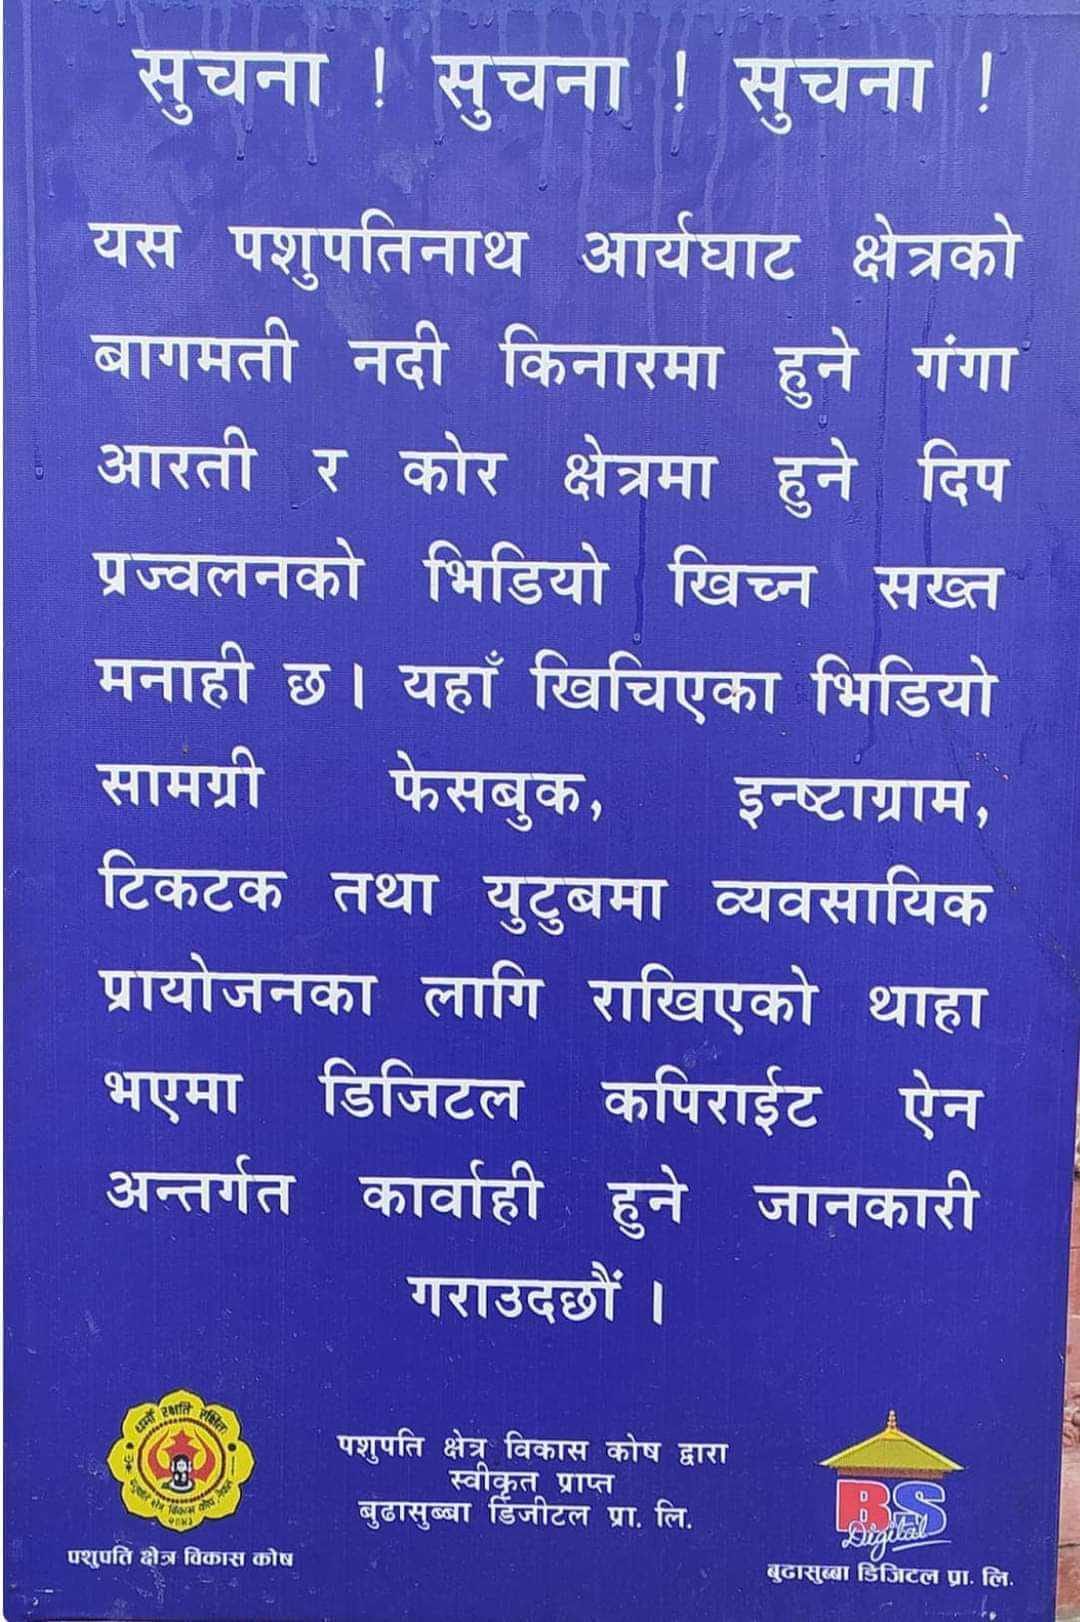 सुचना ! सुचना ! सुचना !
यस पशुपतिनाथ आर्यघाट क्षेत्रको
बागमती नदी किनारमा हुने गंगा
आरती र कोर क्षेत्रमा हुने दिप
प्रज्वलनको भिडियो खिच्न सख्त
मनाही छ । यहाँ खिचिएका भिडियो
सामग्री फेसबुक, इन्ष्टाग्राम,
टिकटक तथा युटुबमा व्यवसायिक
प्रायोजनका लागि राखिएको थाहा
भएमा डिजिटल कपिराईट ऐन
अन्तर्गत कार्वाही हुने जानकारी
गराउदछौं ।
पशुपति क्षेत्र विकास कोष
पशुपति क्षेत्र विकास कोष द्वारा
स्वीकृत प्राप्त
बुढासुब्बा डिंजीटल प्रा. लि.
BS
Digital
बुढासुब्बा डिजिटल प्रा. लि.